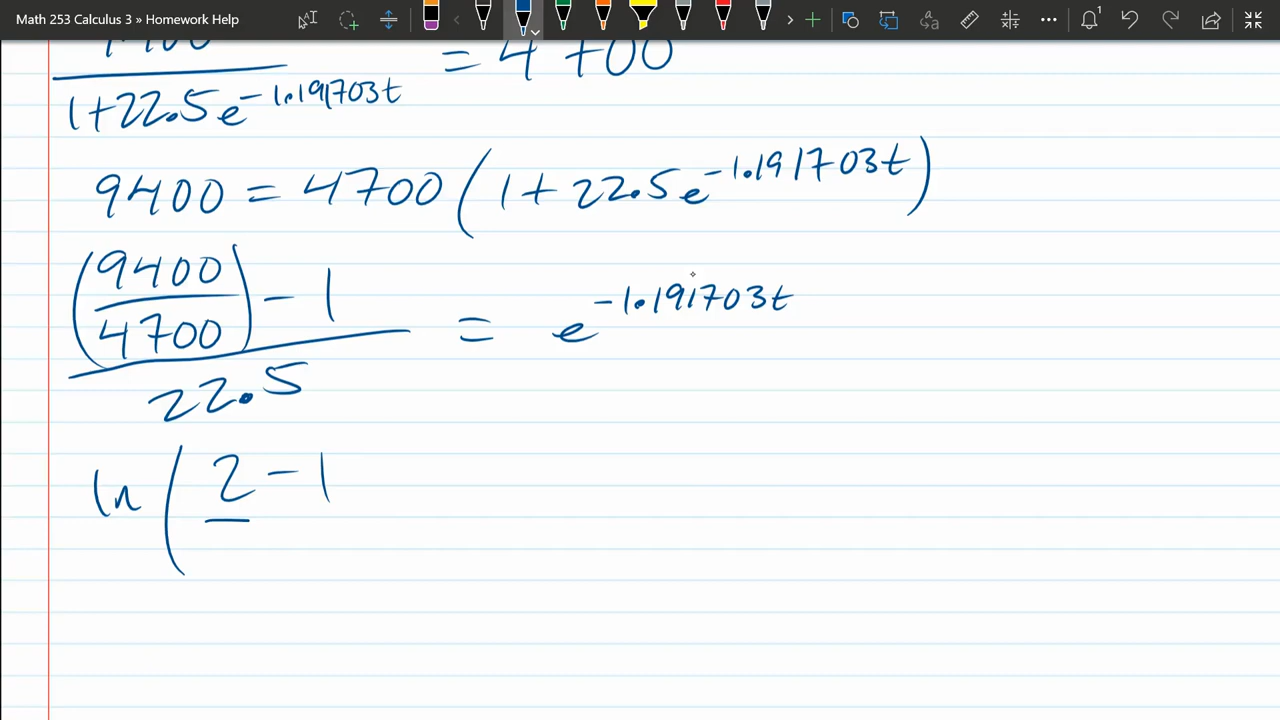 Math 253 Calculus 3 » Homework Help
= 4700
1+22.5e^-1.191703t
9400 = 4700(1+22.5e^-1.191703t)
(9400/4700) - 1
22.5
= e^-1.191703t
ln( 2 - 1